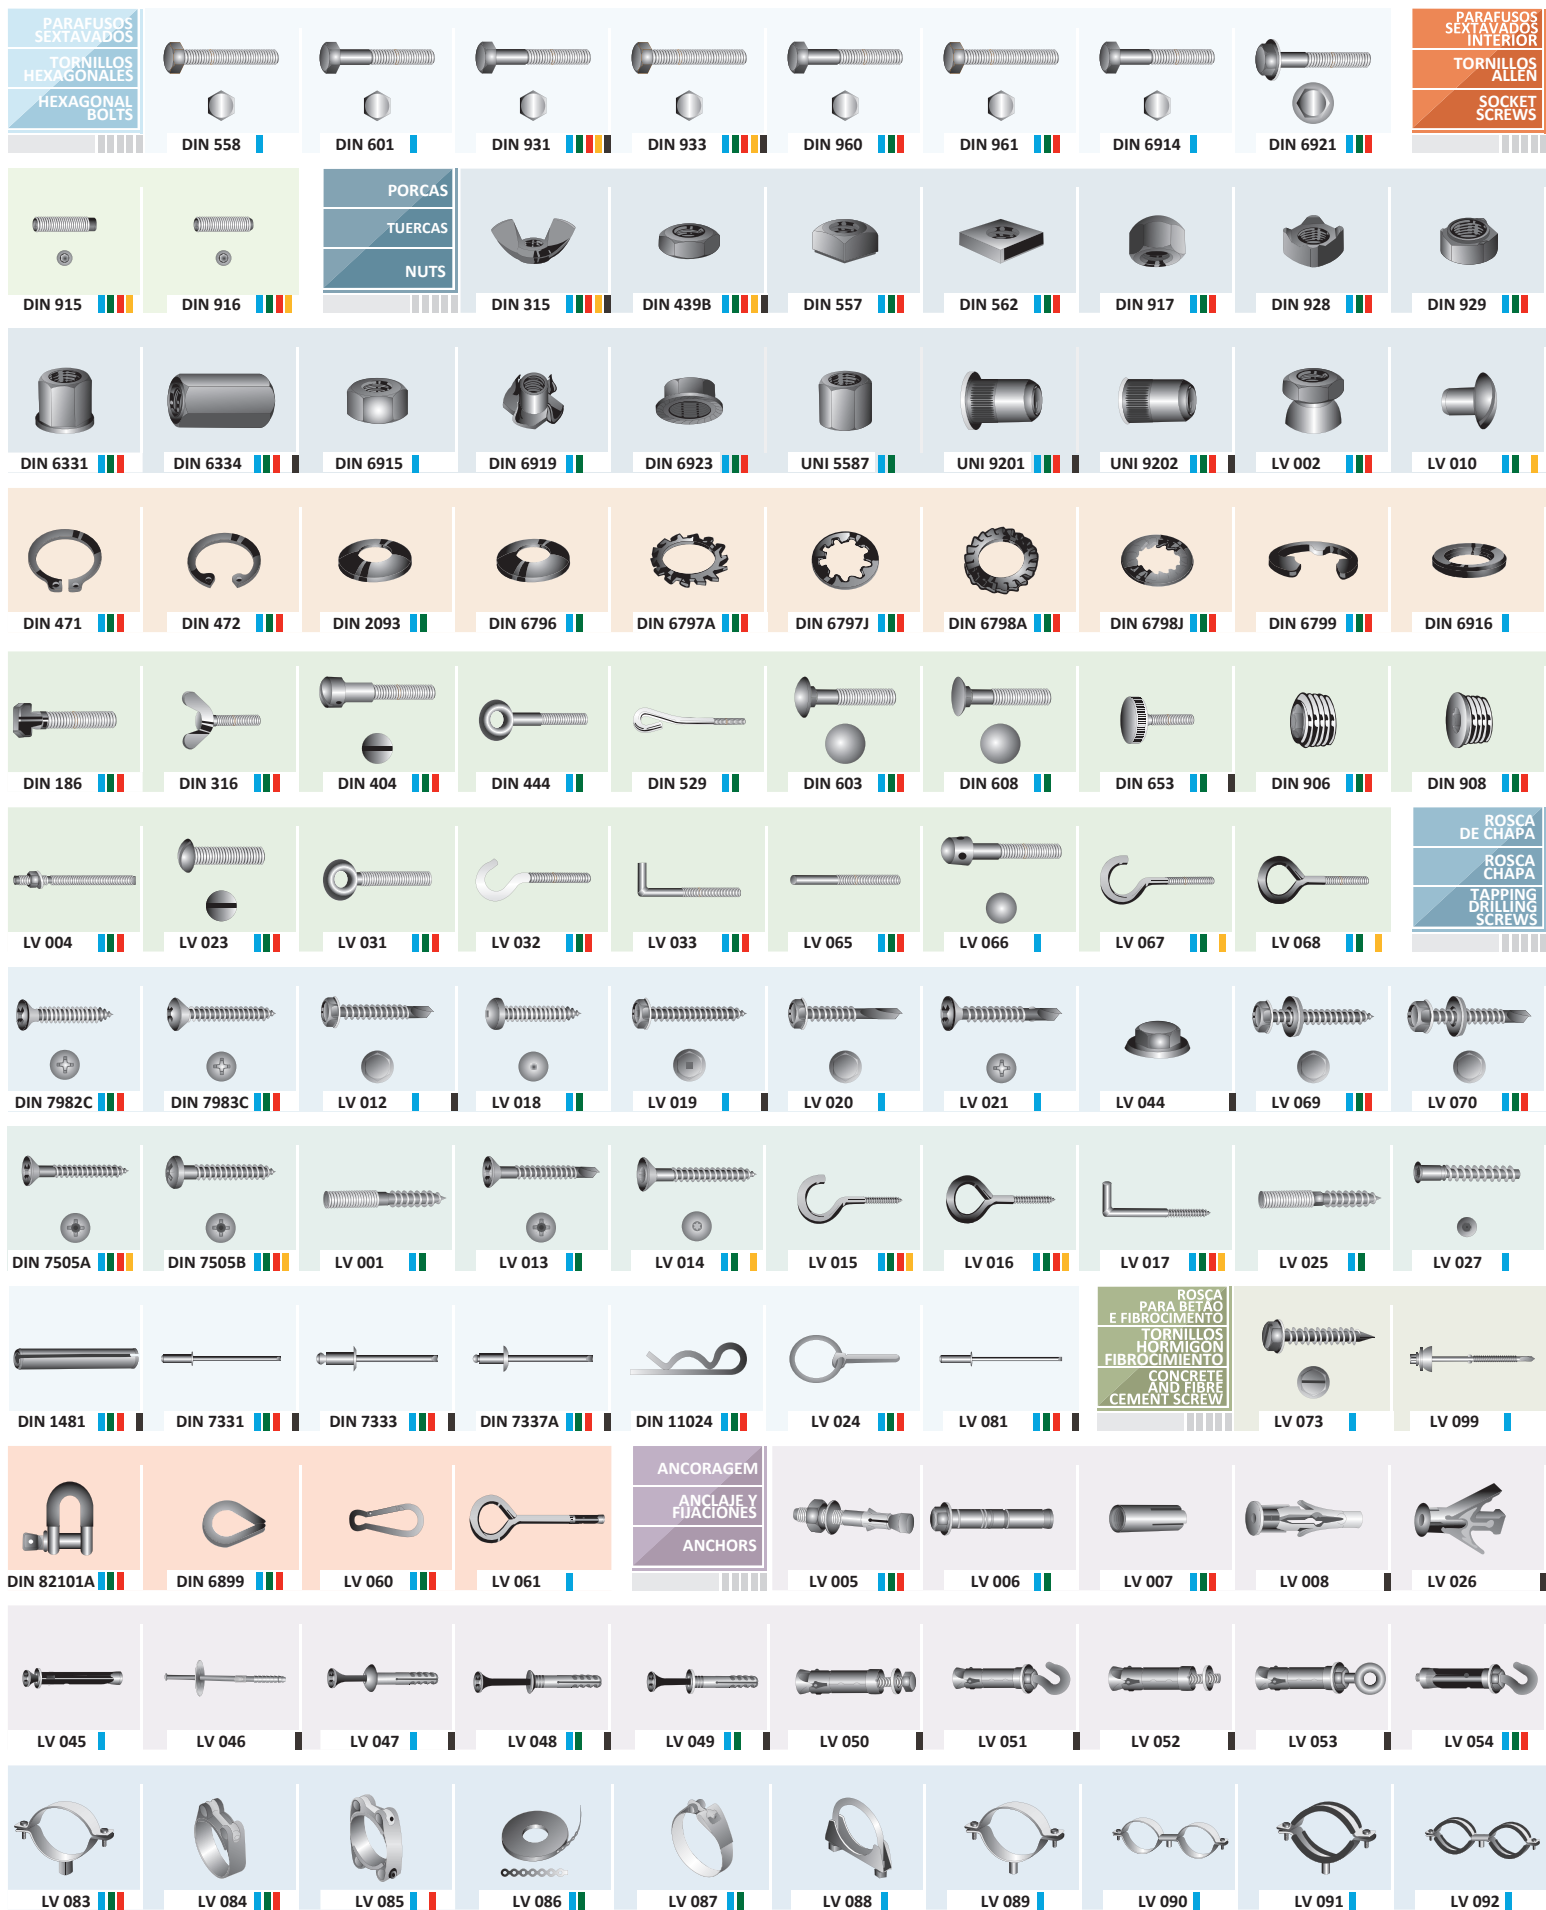 PARAFUSOS
SEXTAVADOS
TORNILLOS
HEXAGONALES
HEXAGONAL
BOLTS
DIN 558
DIN 601
DIN 931
DIN 933
DIN 960
DIN 961
DIN 6914
DIN 6921
PARAFUSOS
SEXTAVADOS
INTERIOR
TORNILLOS
ALLEN
SOCKET
SCREWS
DIN 915
DIN 916
PORCAS
TUERCAS
NUTS
DIN 315
DIN 439B
DIN 557
DIN 562
DIN 917
DIN 928
DIN 929
DIN 6331
DIN 6334
DIN 6915
DIN 6919
DIN 6923
UNI 5587
UNI 9201
UNI 9202
LV 002
LV 010
DIN 471
DIN 472
DIN 2093
DIN 6796
DIN 6797A
DIN 6797J
DIN 6798A
DIN 6798J
DIN 6799
DIN 6916
DIN 186
DIN 316
DIN 404
DIN 444
DIN 529
DIN 603
DIN 608
DIN 653
DIN 906
DIN 908
LV 004
LV 023
LV 031
LV 032
LV 033
LV 065
LV 066
LV 067
LV 068
ROSCA
DE CHAPA
ROSCA
CHAPA
TAPPING
DRILLING
SCREWS
DIN 7982C
DIN 7983C
LV 012
LV 018
LV 019
LV 020
LV 021
LV 044
LV 069
LV 070
DIN 7505A
DIN 7505B
LV 001
LV 013
LV 014
LV 015
LV 016
LV 017
LV 025
LV 027
DIN 1481
DIN 7331
DIN 7333
DIN 7337A
DIN 11024
LV 024
LV 081
ROSCA
PARA BETÃO
E FIBROCIMENTO
TORNILLOS
HORMIGON
FIBROCIMIENTO
CONCRETE
AND FIBRE
CEMENT SCREW
LV 073
LV 099
DIN 82101A
DIN 6899
LV 060
LV 061
ANCORAGEM
ANCLAJE Y
FIJACIONES
ANCHORS
LV 005
LV 006
LV 007
LV 008
LV 026
LV 045
LV 046
LV 047
LV 048
LV 049
LV 050
LV 051
LV 052
LV 053
LV 054
LV 083
LV 084
LV 085
LV 086
LV 087
LV 088
LV 089
LV 090
LV 091
LV 092